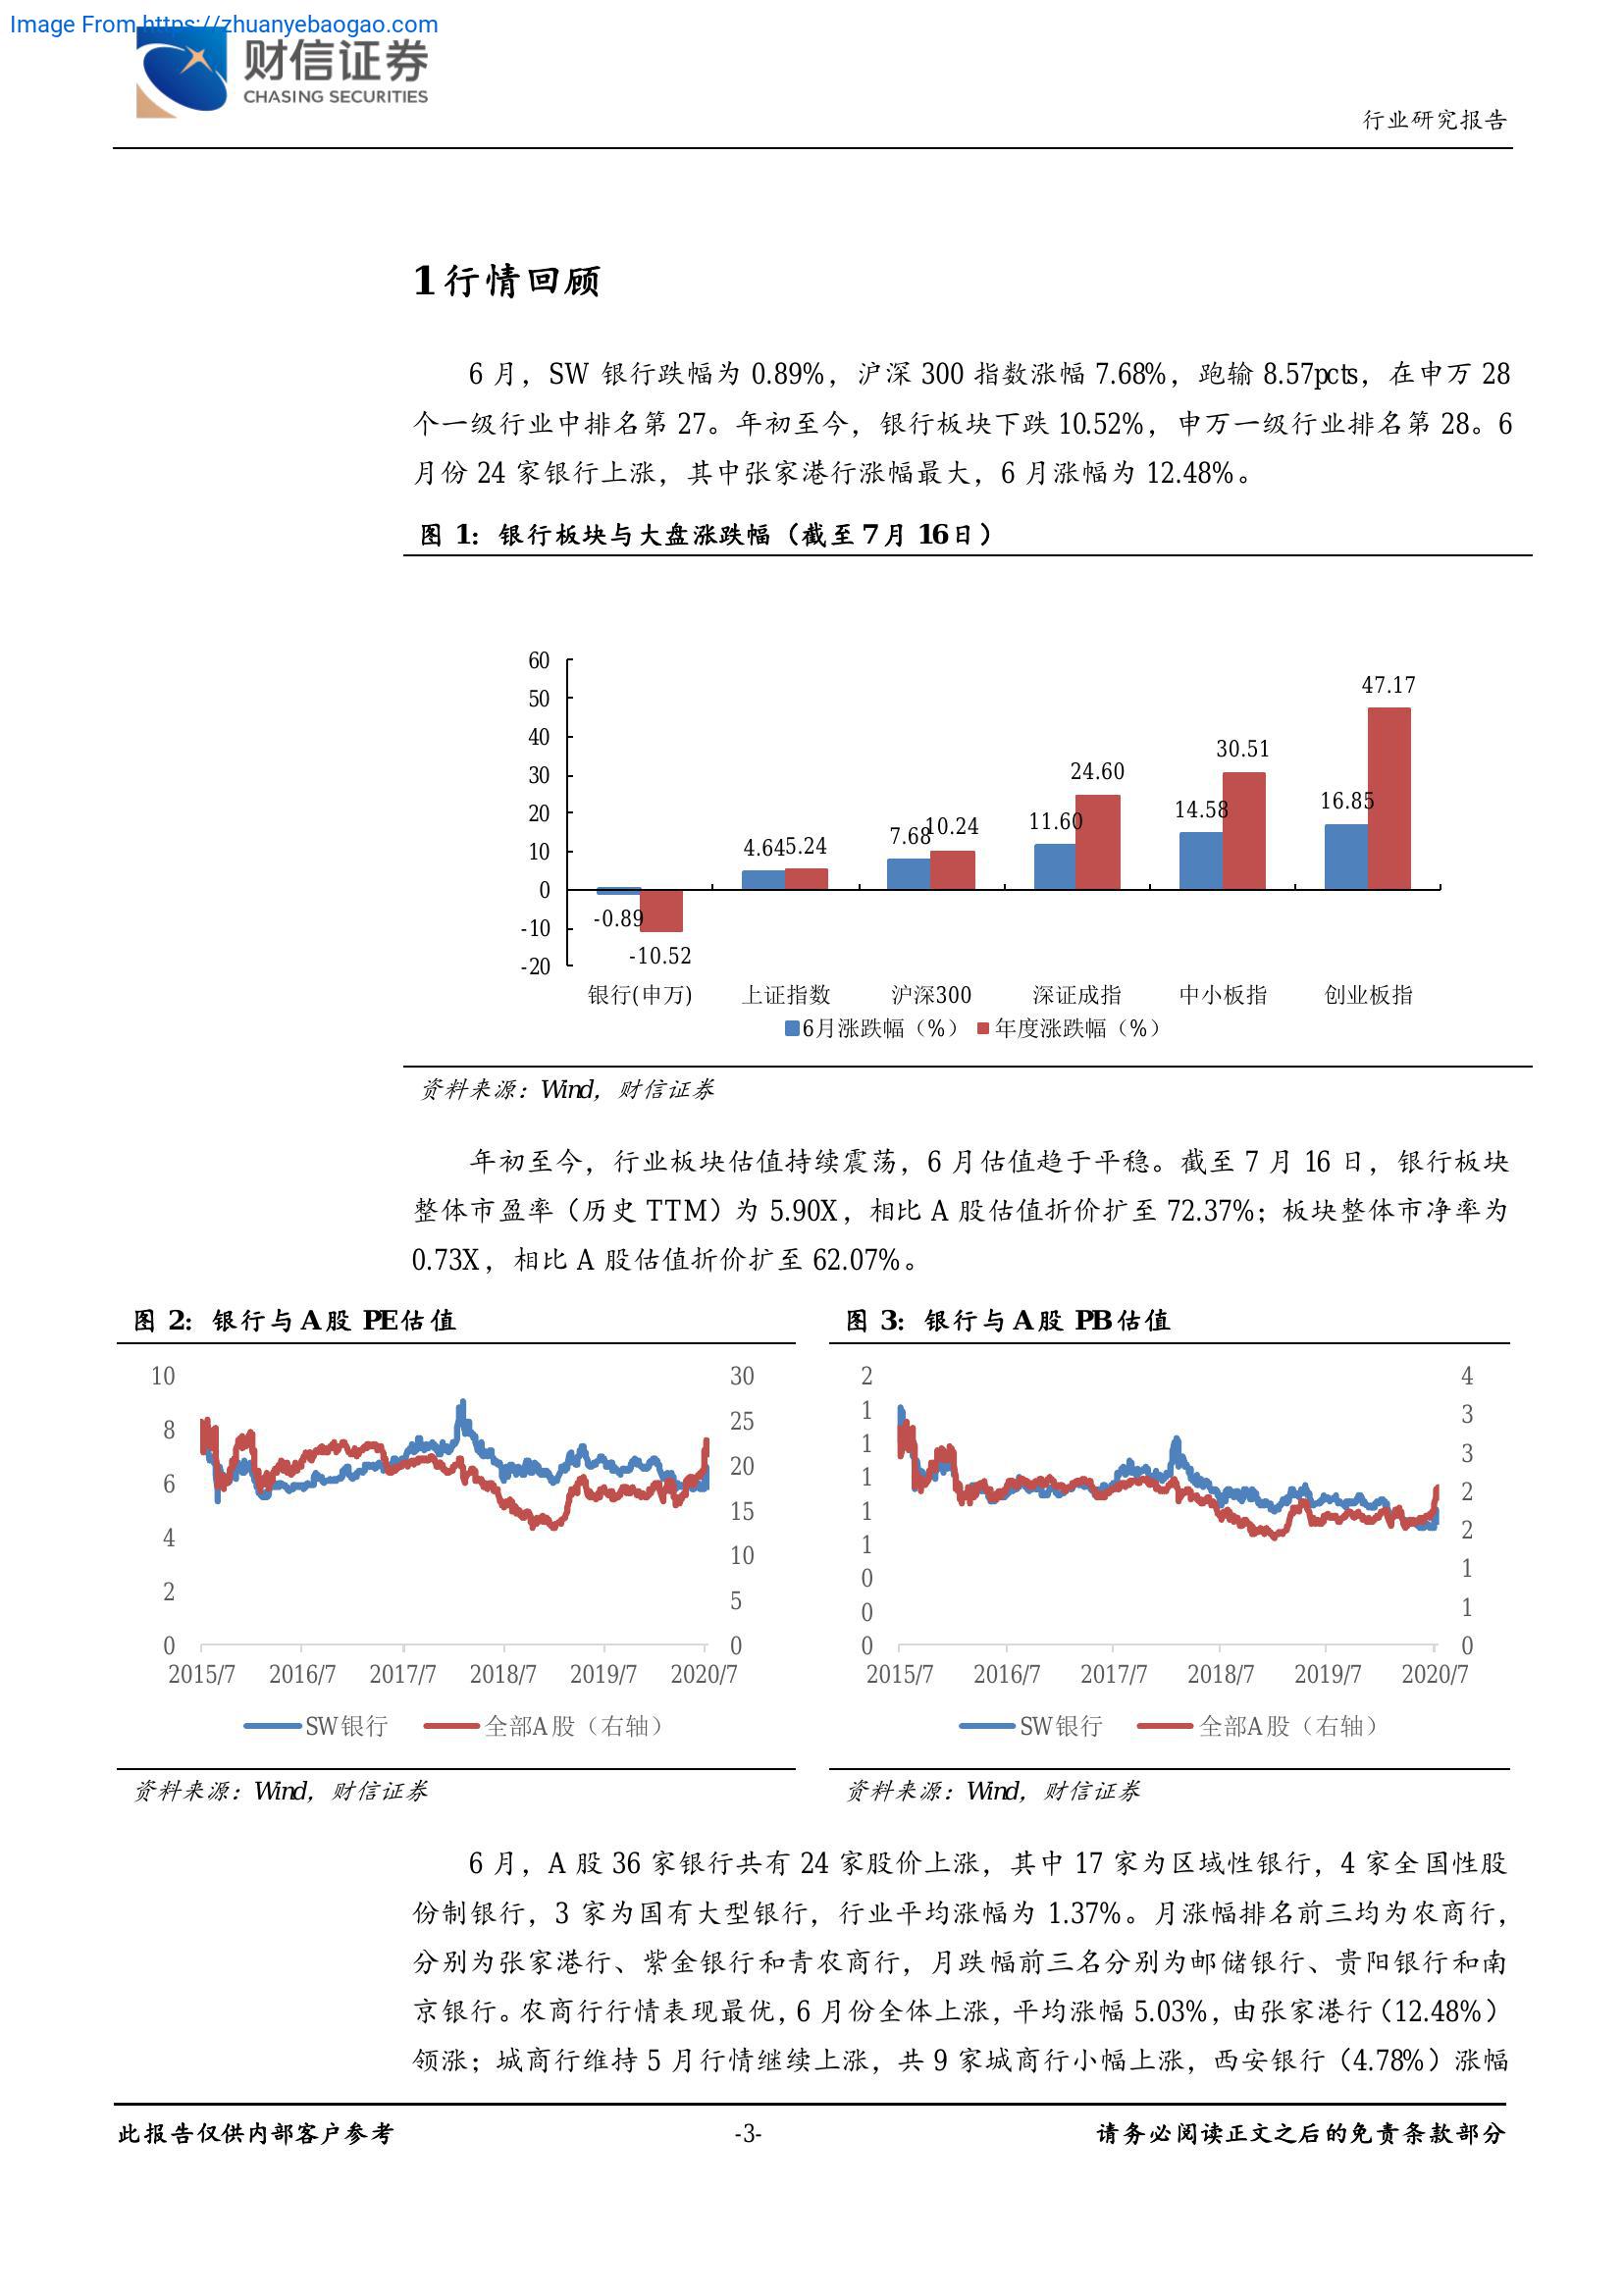 Image From https://zhuanyebaogao.com
财信证券
CHASING SECURITIES
行业研究报告
1 行情回顾
6 月，SW 银行跌幅为 0.89%，沪深 300 指数涨幅 7.68%，跑输 8.57pcts，在申万 28
个一级行业中排名第 27。年初至今，银行板块下跌 10.52%，申万一级行业排名第 28。6
月份 24 家银行上涨，其中张家港行涨幅最大，6 月涨幅为 12.48%。
图 1：银行板块与大盘涨跌幅（截至 7 月 16 日）
60
50
40
30
20
10
0
-10
-20
-0.89
-10.52
4.64
5.24
7.68
10.24
11.60
24.60
14.58
30.51
16.85
47.17
银行(申万) 上证指数 沪深300 深证成指 中小板指 创业板指
6月涨跌幅（%） 年度涨跌幅（%）
资料来源：Wind，财信证券
年初至今，行业板块估值持续震荡，6 月估值趋于平稳。截至 7 月 16 日，银行板块
整体市盈率（历史 TTM）为 5.90X，相比 A 股估值折价扩至 72.37%；板块整体市净率为
0.73X，相比 A 股估值折价扩至 62.07%。
图 2：银行与 A 股 PE 估值
10
8
6
4
2
0
30
25
20
15
10
5
0
2015/7 2016/7 2017/7 2018/7 2019/7 2020/7
SW银行 全部A股（右轴）
资料来源：Wind，财信证券
图 3：银行与 A 股 PB 估值
2
1
1
1
1
1
0
0
0
4
3
3
2
2
1
1
0
2015/7 2016/7 2017/7 2018/7 2019/7 2020/7
SW银行 全部A股（右轴）
资料来源：Wind，财信证券
6 月，A 股 36 家银行共有 24 家股价上涨，其中 17 家为区域性银行，4 家全国性股
份制银行，3 家为国有大型银行，行业平均涨幅为 1.37%。月涨幅排名前三均为农商行，
分别为张家港行、紫金银行和青农商行，月跌幅前三名分别为邮储银行、贵阳银行和南
京银行。农商行行情表现最优，6 月份全体上涨，平均涨幅 5.03%，由张家港行（12.48%）
领涨；城商行维持 5 月行情继续上涨，共 9 家城商行小幅上涨，西安银行（4.78%）涨幅
此报告仅供内部客户参考
-3-
请务必阅读正文之后的免责条款部分